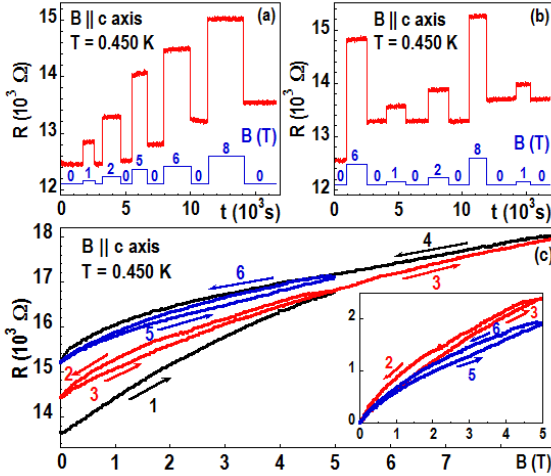 B || c axis (a)
T = 0.450 K
R (10³ Ω)
15
14
13
12
B (T)
0 1 0 2 0 5 0 6 0 8 0
0 5 10 15
t (10³s)
B || c axis (b)
T = 0.450 K
R (10³ Ω)
15
14
13
12
B(T)
0 6 0 1 0 2 0 8 0 1 0
0 5 10
t (10³s)
B || c axis (c)
T = 0.450 K
R (10³ Ω)
18
17
16
15
14
13
4
3
6
5
2
3
1
2
1
0
6
3
2
5
0 1 2 3 4 5
0 1 2 3 4 5 6 7
B (T)